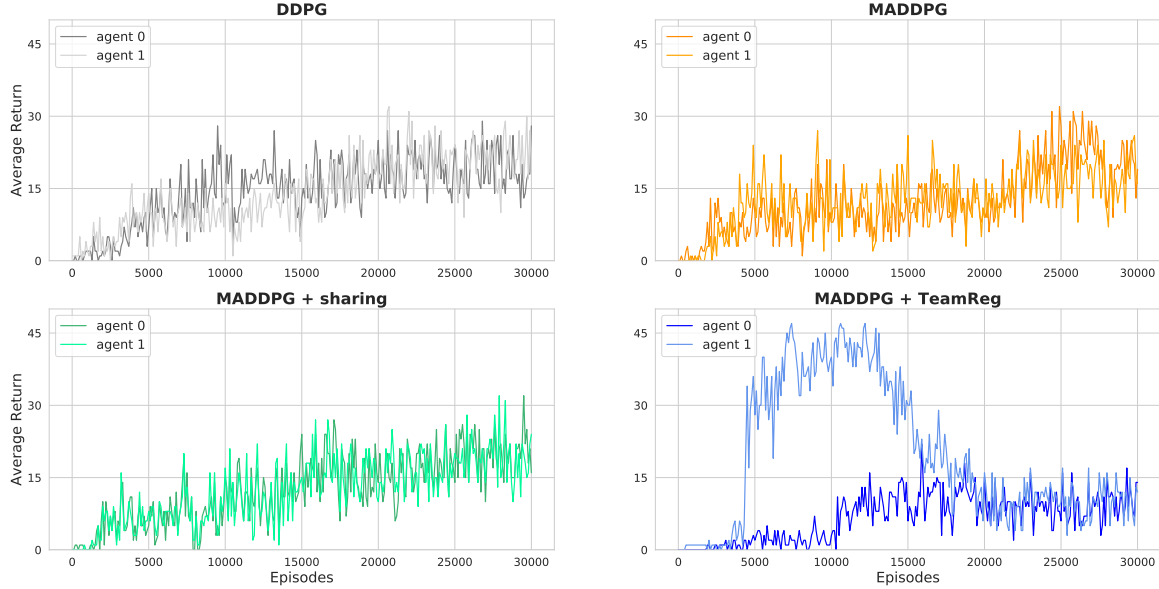 DDPG
45
30
15
0
Average Return
agent 0
agent 1
0 5000 10000 15000 20000 25000 30000
MADDPG
45
30
15
0
agent 0
agent 1
0 5000 10000 15000 20000 25000 30000
MADDPG + sharing
45
30
15
0
Average Return
agent 0
agent 1
0 5000 10000 15000 20000 25000 30000
Episodes
MADDPG + TeamReg
45
30
15
0
agent 0
agent 1
0 5000 10000 15000 20000 25000 30000
Episodes